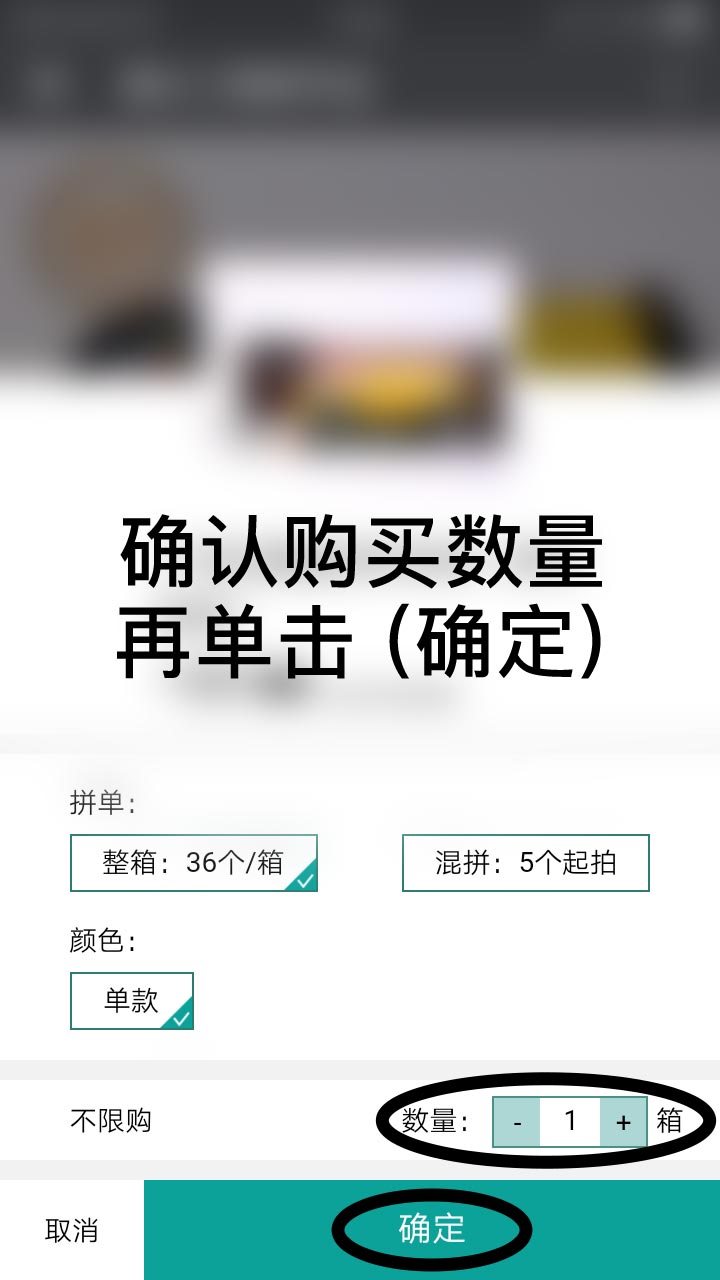 确认购买数量
再单击(确定)
拼单:
整箱: 36个/箱
混拼: 5个起拍
颜色:
单款
不限购
数量: - 1 + 箱
取消
确定